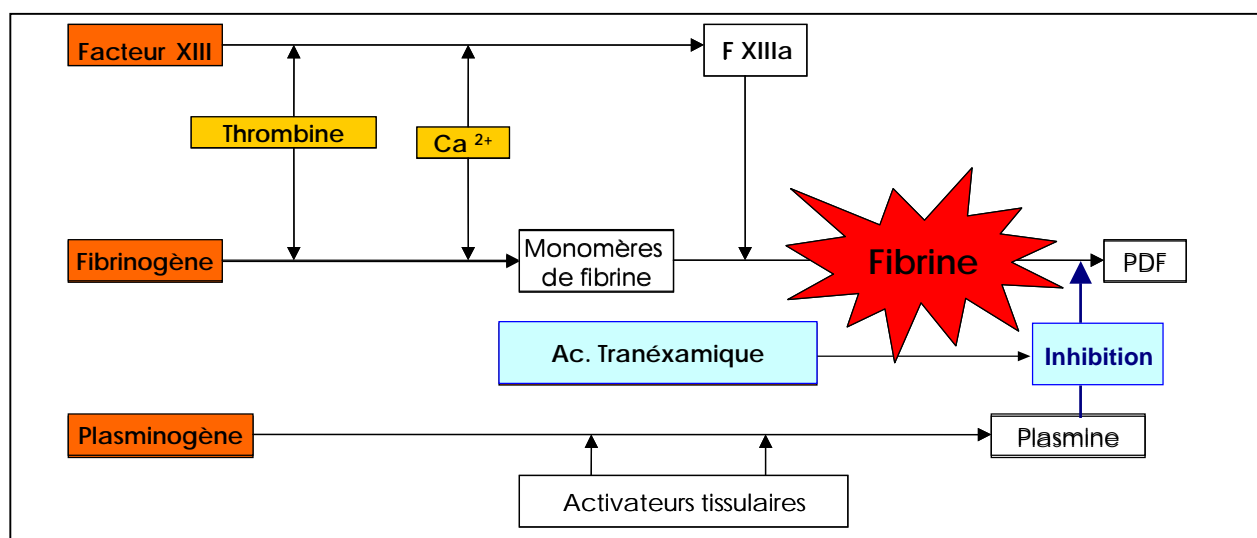 Facteur XIII
F XIIIa
Thrombine
Ca 2+
Fibrinogène
Monomères
de fibrine
Fibrine
PDF
Ac. Tranéxamique
Inhibition
Plasminogène
Plasmine
Activateurs tissulaires